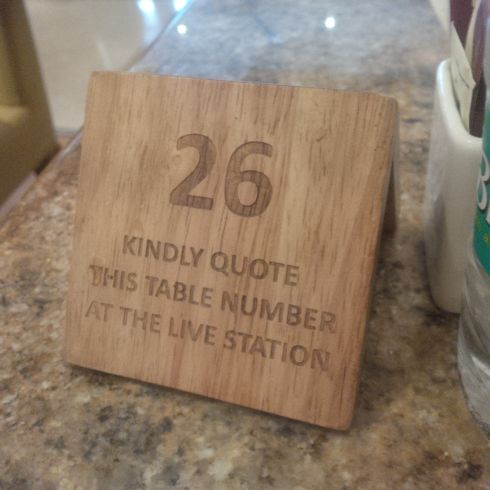 26
KINDLY QUOTE
THIS TABLE NUMBER
AT THE LIVE STATION